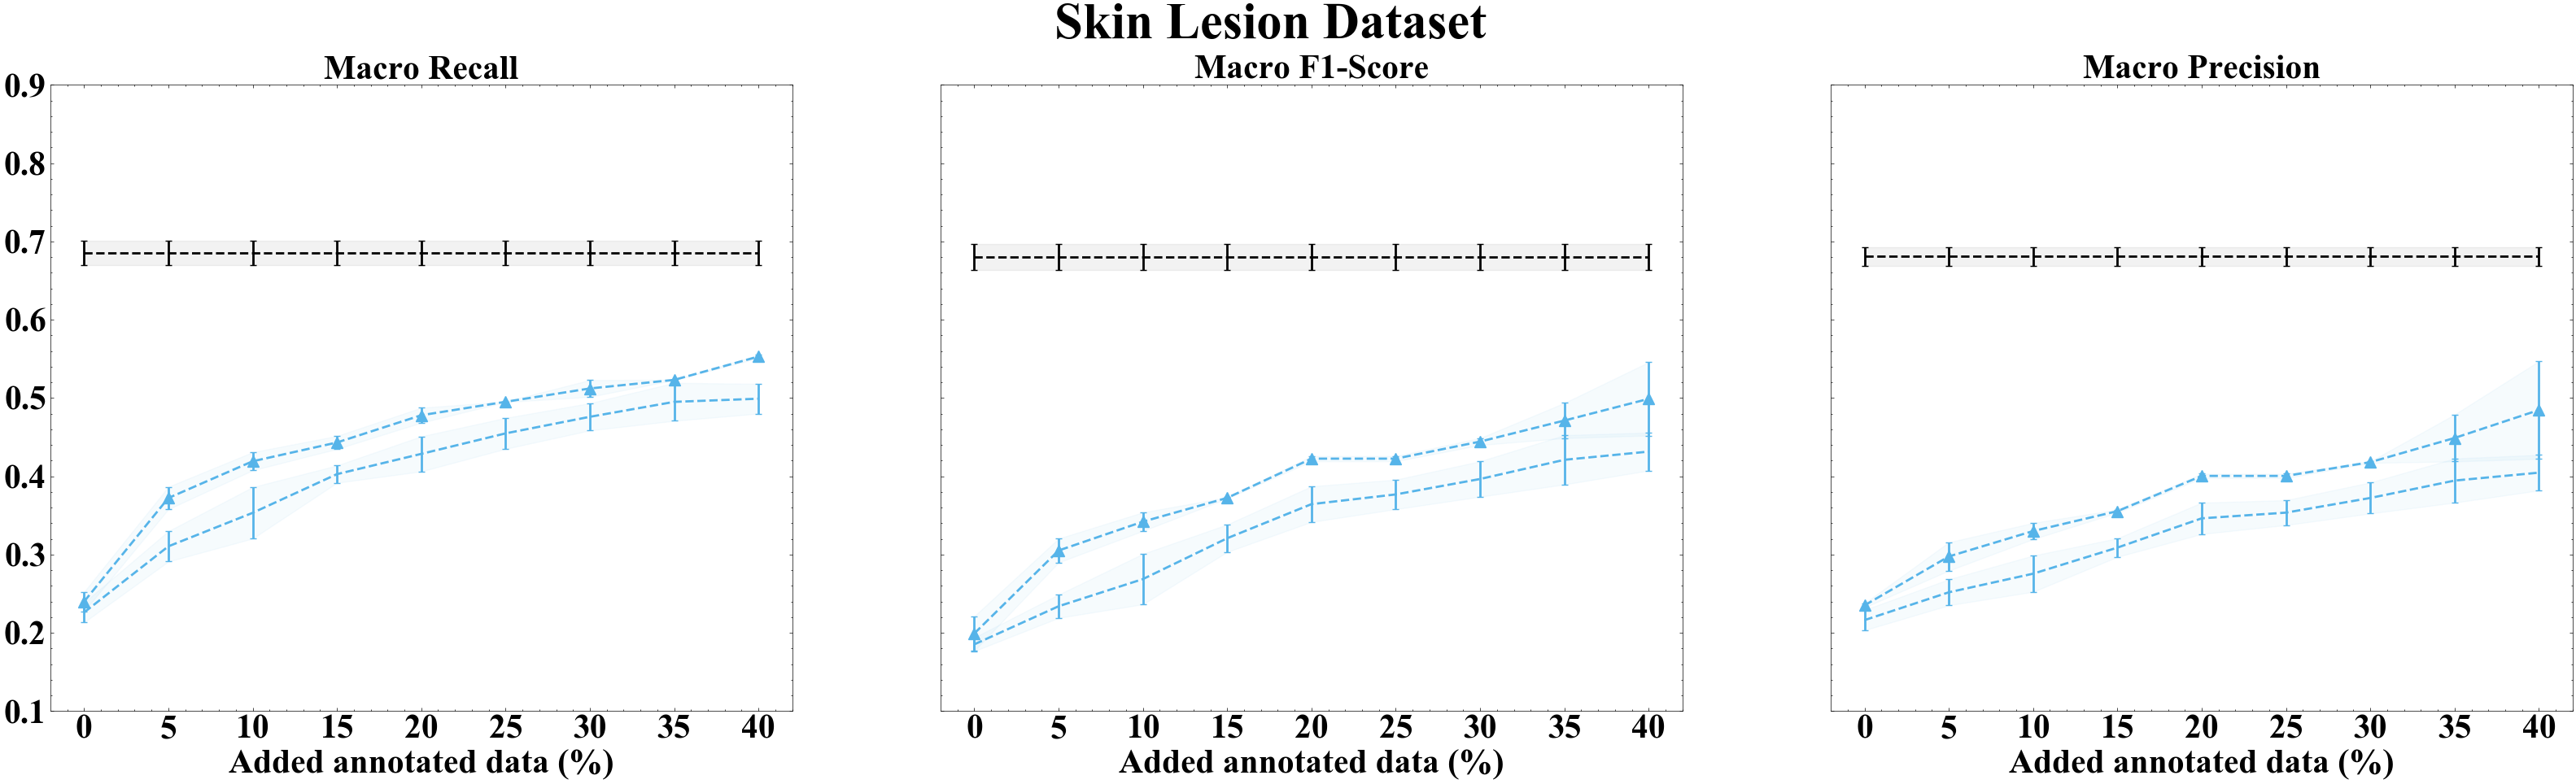 Skin Lesion Dataset
Macro Recall
Macro F1-Score
Macro Precision
0.9
0.8
0.7
0.6
0.5
0.4
0.3
0.2
0.1
0 5 10 15 20 25 30 35 40
0 5 10 15 20 25 30 35 40
0 5 10 15 20 25 30 35 40
Added annotated data (%)
Added annotated data (%)
Added annotated data (%)